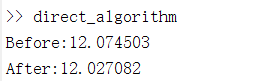 >> direct_algorithm
Before:12.074503
After:12.027082